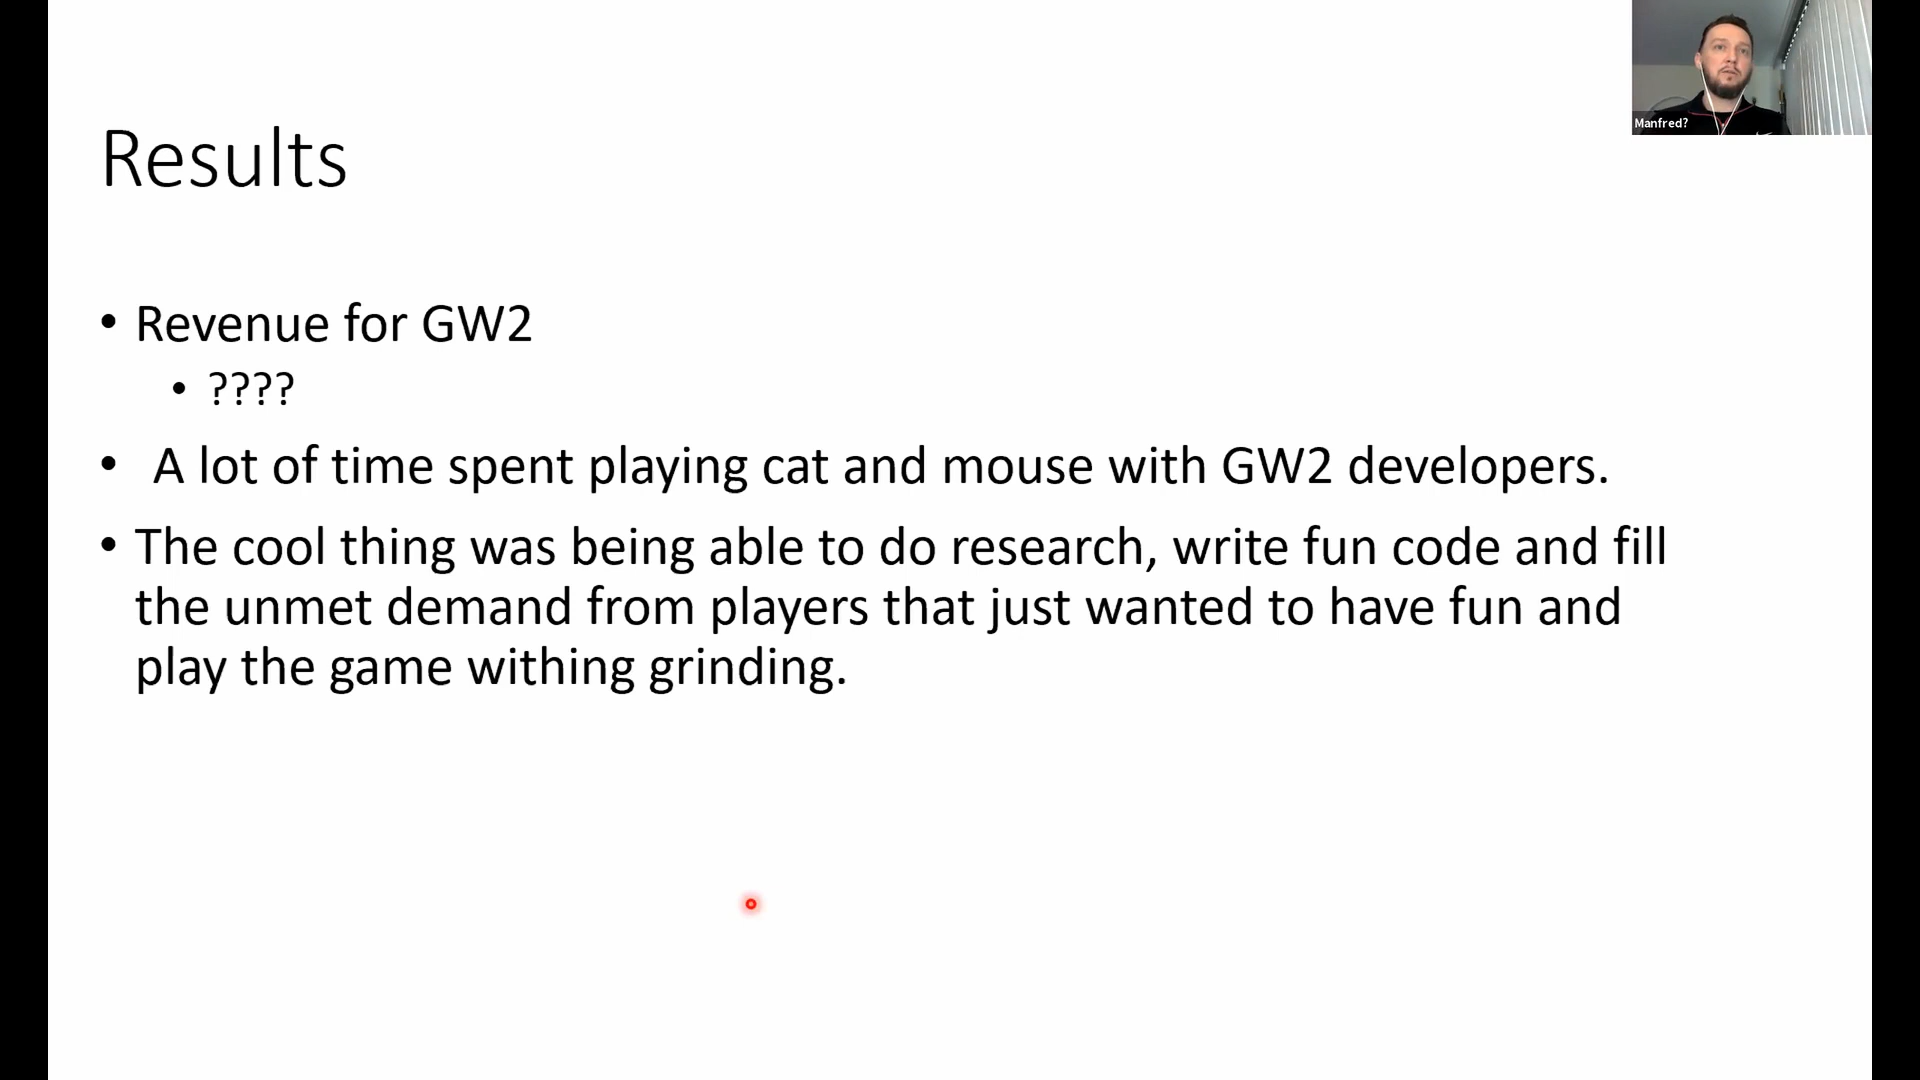 Manfred?
Results
• Revenue for GW2
• ????
• A lot of time spent playing cat and mouse with GW2 developers.
• The cool thing was being able to do research, write fun code and fill
the unmet demand from players that just wanted to have fun and
play the game withing grinding.